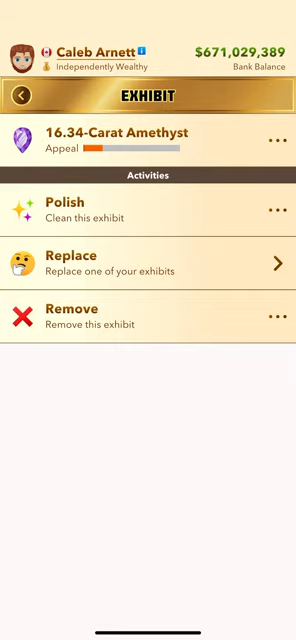 Caleb Arnett
$671,029,389
Independently Wealthy
Bank Balance
EXHIBIT
16.34-Carat Amethyst
Appeal
Activities
Polish
Clean this exhibit
Replace
Replace one of your exhibits
Remove
Remove this exhibit